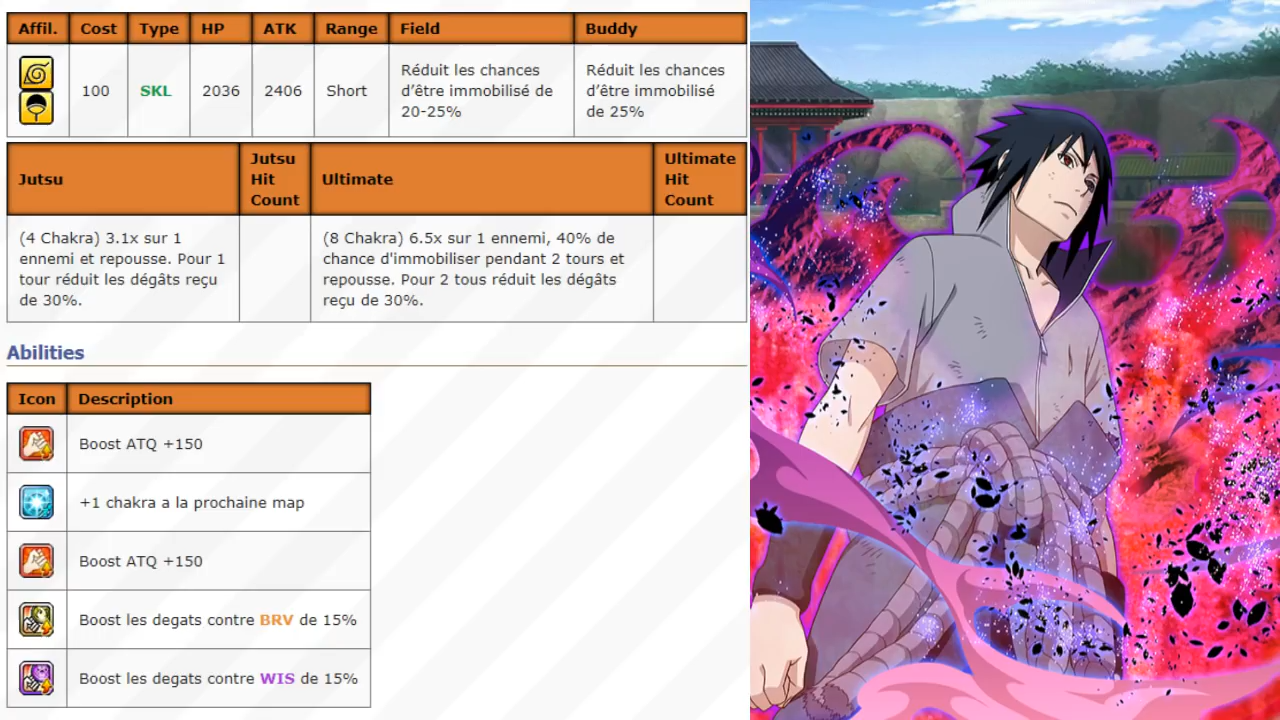 Affil. Cost Type HP ATK Range Field Buddy
100 SKL 2036 2406 Short
Réduit les chances
d’être immobilisé de
20-25%
Réduit les chances
d’être immobilisé
de 25%
Jutsu
Jutsu
Hit
Count
Ultimate
Ultimate
Hit
Count
(4 Chakra) 3.1x sur 1
ennemi et repousse. Pour 1
tour réduit les dégâts reçu
de 30%.
(8 Chakra) 6.5x sur 1 ennemi, 40% de
chance d'immobiliser pendant 2 tours et
repousse. Pour 2 tous réduit les dégâts
reçu de 30%.
Abilities
Icon Description
Boost ATQ +150
+1 chakra a la prochaine map
Boost ATQ +150
Boost les degats contre BRV de 15%
Boost les degats contre WIS de 15%